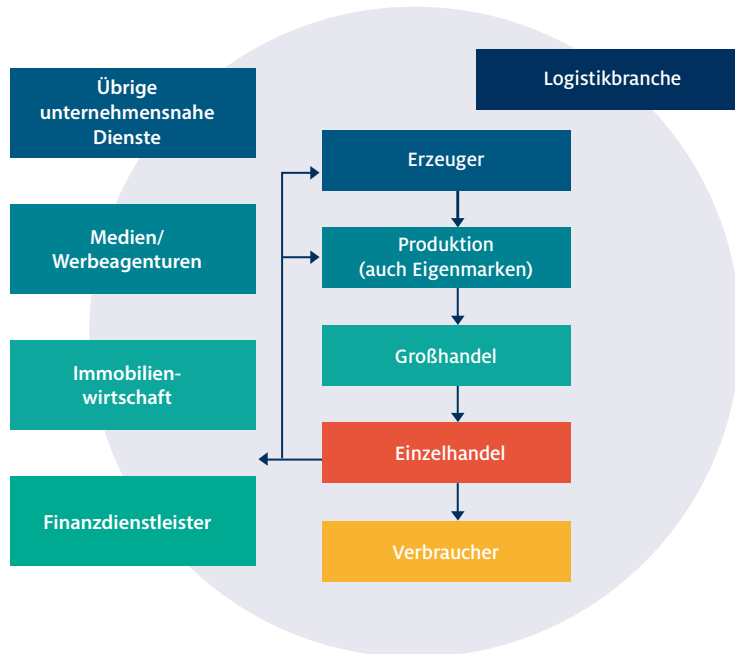 Logistikbranche
Übrige
unternehmensnahe
Dienste
Medien/
Werbeagenturen
Immobilien-
wirtschaft
Finanzdienstleister
Erzeuger
Produktion
(auch Eigenmarken)
Großhandel
Einzelhandel
Verbraucher